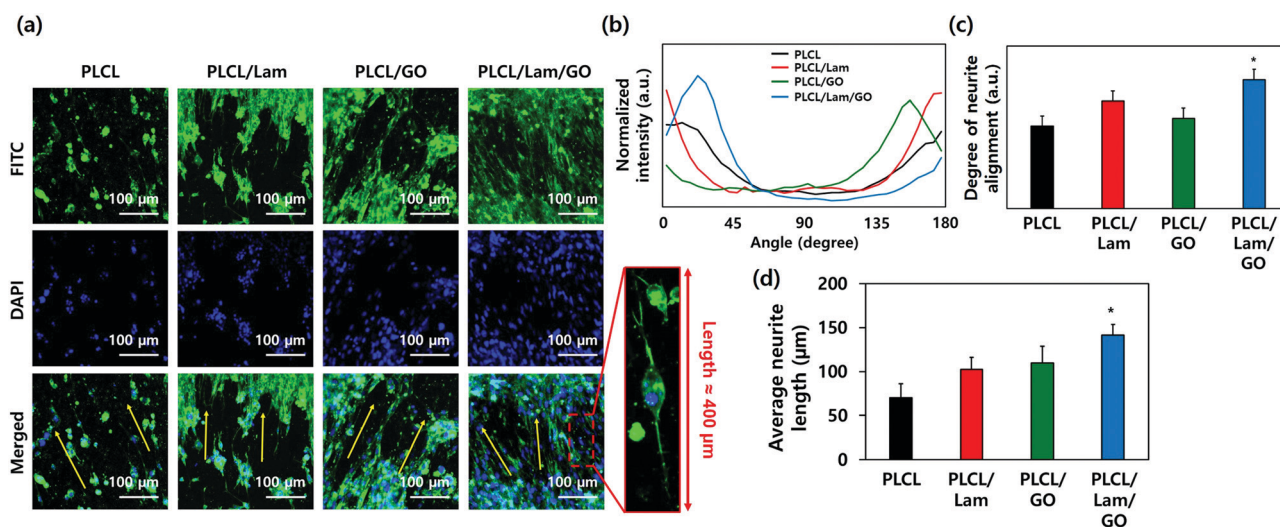 (a)
PLCL PLCL/Lam PLCL/GO PLCL/Lam/GO
FITC
100 μm 100 μm 100 μm 100 μm
DAPI
100 μm 100 μm 100 μm 100 μm
Merged
100 μm 100 μm 100 μm 100 μm
Length ≈ 400 μm
(b)
Normalized
intensity (a.u.)
PLCL
PLCL/Lam
PLCL/GO
PLCL/Lam/GO
0 45 90 135 180
Angle (degree)
(c)
Degree of neurite
alignment (a.u.)
*
PLCL PLCL/ PLCL/ PLCL/
Lam GO Lam/
GO
(d)
Average neurite
length (μm)
200
150
100
50
0
*
PLCL PLCL/ PLCL/ PLCL/
Lam GO Lam/
GO